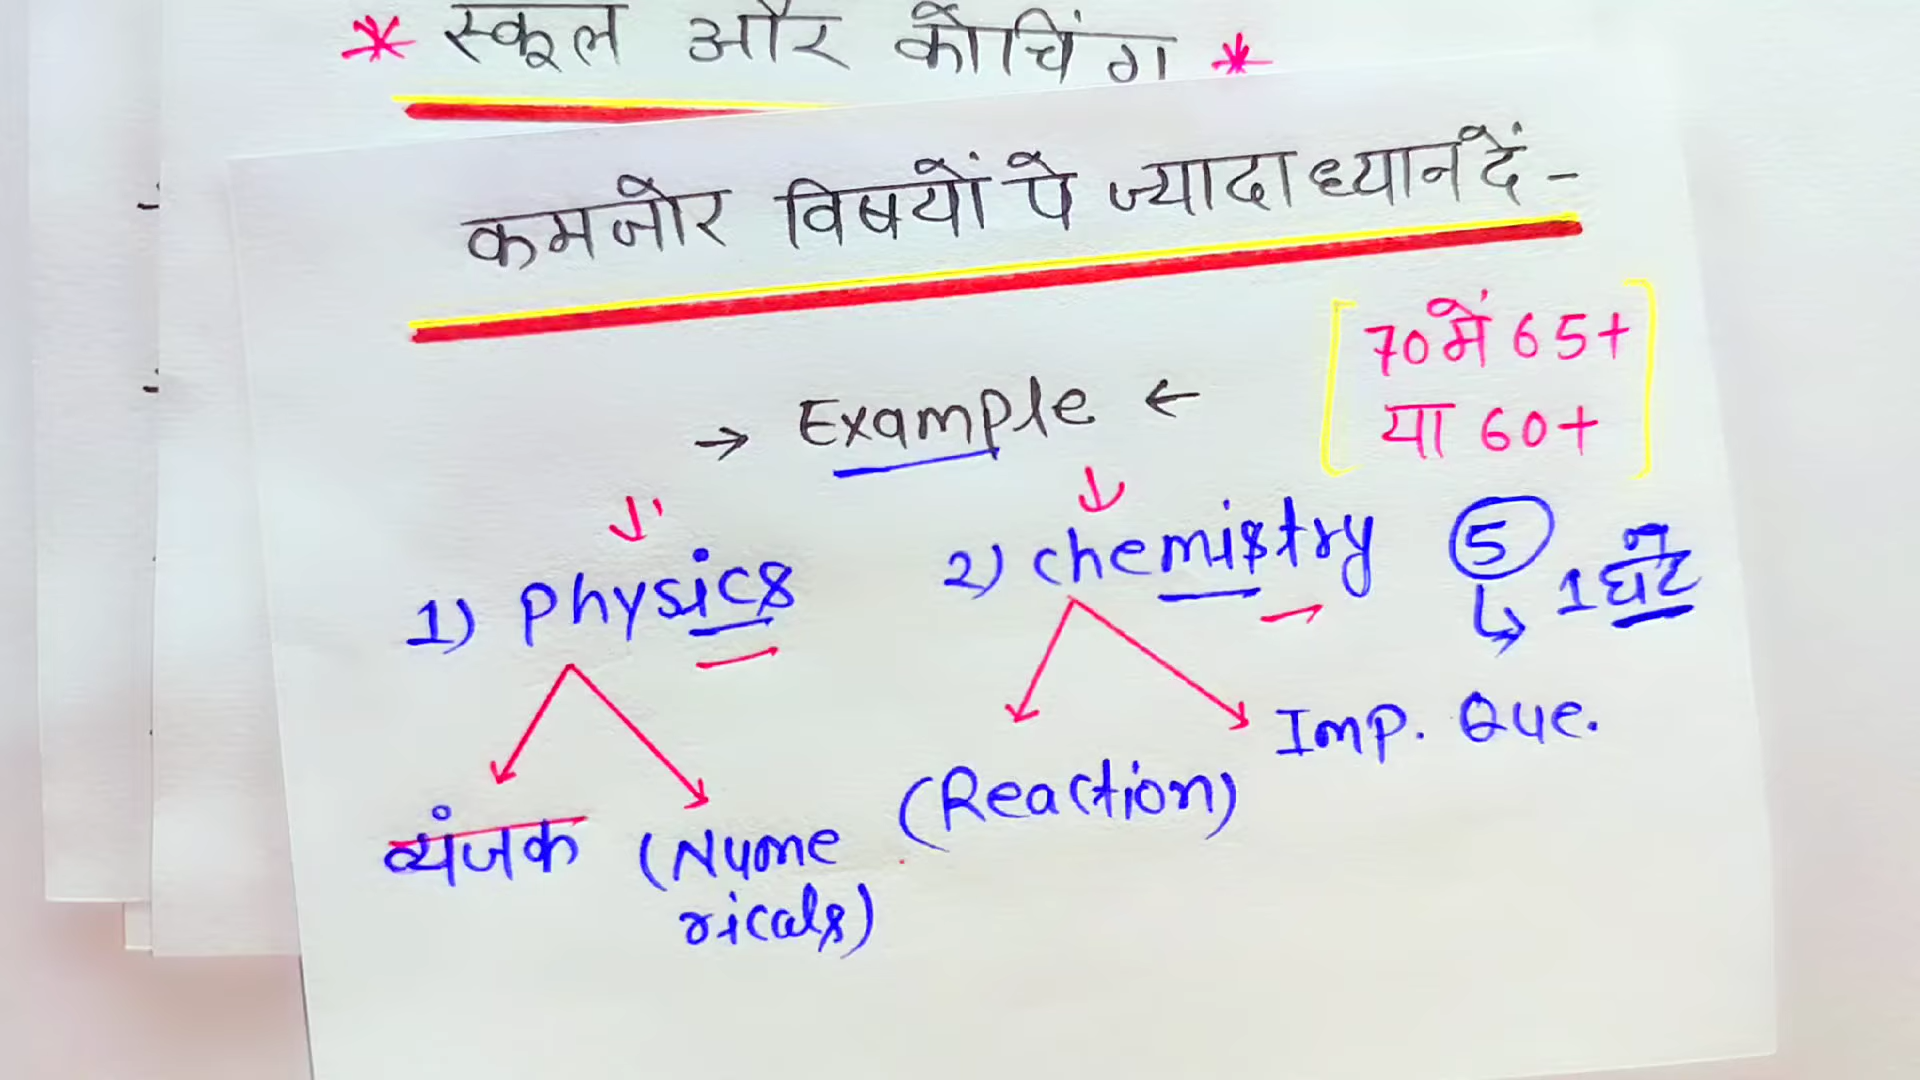 * स्कूल और कोचिंग *
कमजोर विषयों पे ज्यादा ध्यान दें -
70 में 65+
या 60+
→ Example ←
1) Physics
2) Chemistry
5
1 घंटे
व्यंजक
(Nume
ricals)
(Reaction)
Imp. Que.